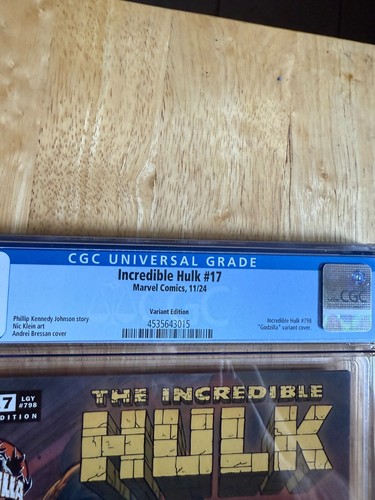 CGC UNIVERSAL GRADE
Incredible Hulk #17
Marvel Comics, 11/24
Variant Edition
4535643015
Phillip Kennedy Johnson story
Nic Klein art
Andrei Bressan cover
Incredible Hulk #798
"Godzilla" variant cover.
CGC
7 LGY
#798
DITION
THE INCREDIBLE
HULK